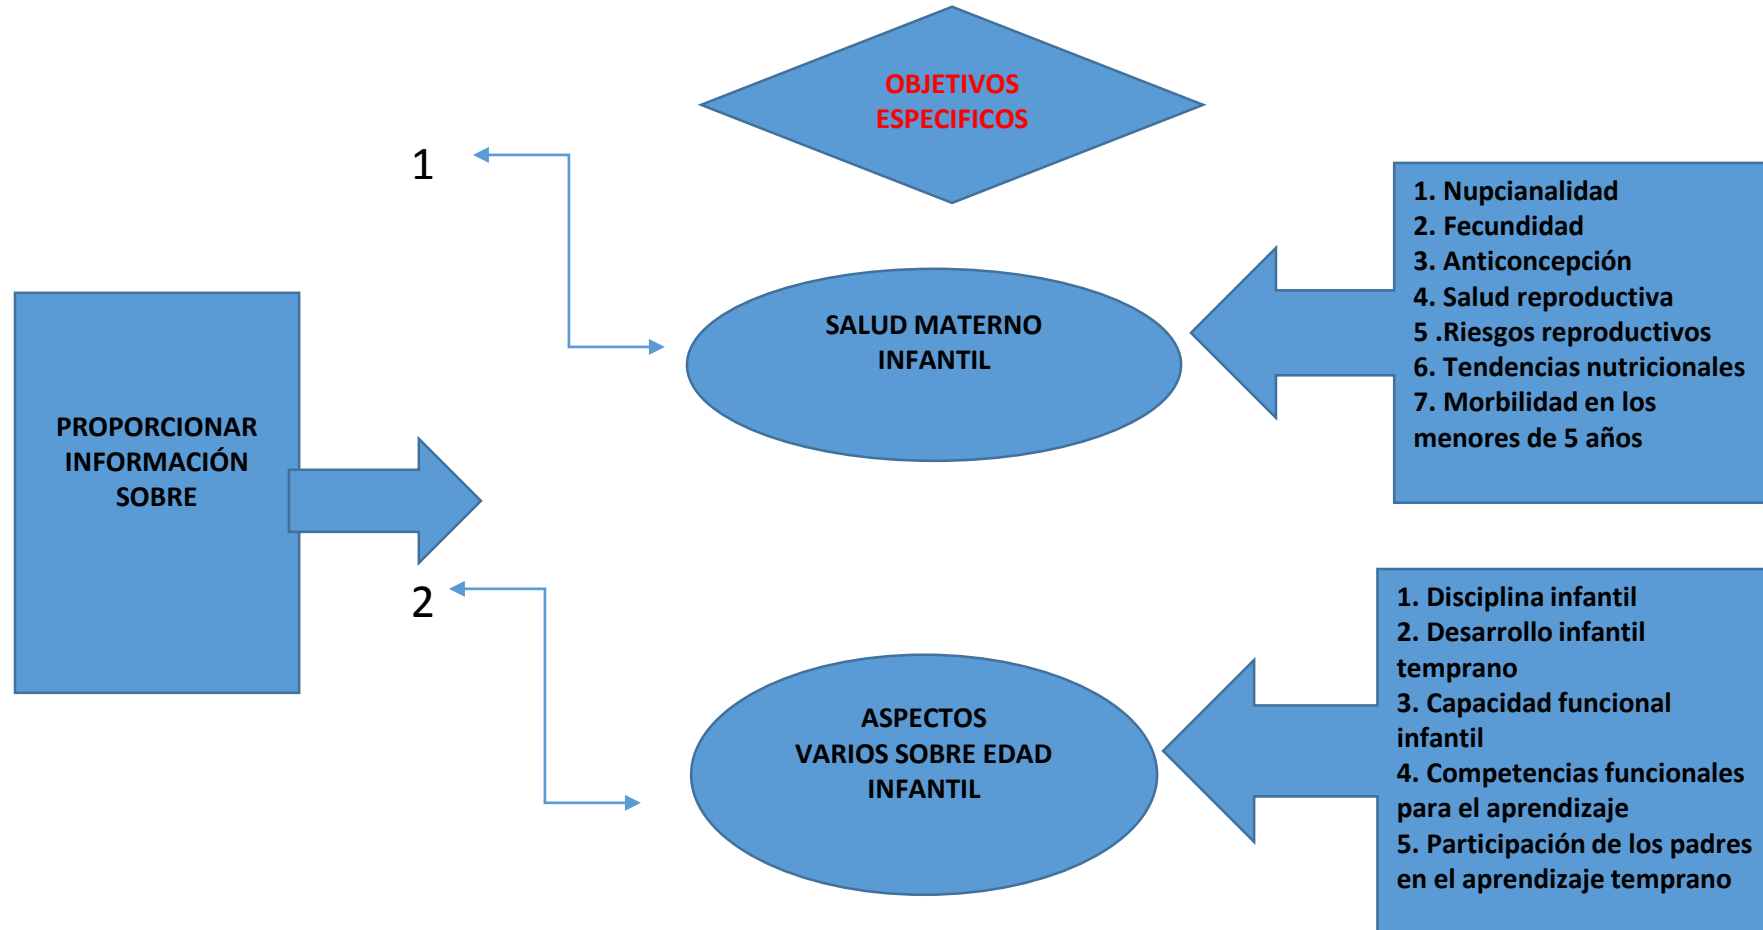 OBJETIVOS
ESPECIFICOS
1
PROPORCIONAR
INFORMACIÓN
SOBRE
SALUD MATERNO
INFANTIL
1. Nupcianalidad
2. Fecundidad
3. Anticoncepción
4. Salud reproductiva
5 .Riesgos reproductivos
6. Tendencias nutricionales
7. Morbilidad en los
menores de 5 años
2
ASPECTOS
VARIOS SOBRE EDAD
INFANTIL
1. Disciplina infantil
2. Desarrollo infantil
temprano
3. Capacidad funcional
infantil
4. Competencias funcionales
para el aprendizaje
5. Participación de los padres
en el aprendizaje temprano